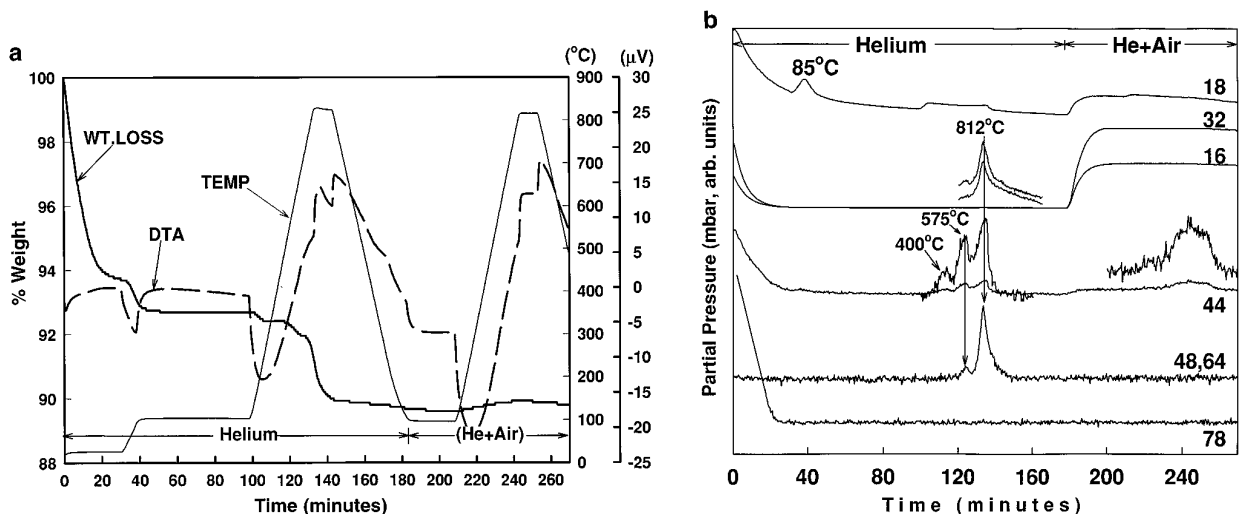 a
(°C) (µV)
100
98
96
94
93
92
90
88
% Weight
WT.LOSS
TEMP
DTA
Helium
(He+Air)
900
800
700
600
500
400
300
200
100
0
30
25
20
15
10
5
0
-5
-10
-15
-20
-25
0 20 40 60 80 100 120 140 160 180 200 220 240 260
Time (minutes)
b
Helium
He+Air
85°C
18
32
812°C
16
575°C
400°C
44
48,64
78
Partial Pressure (mbar, arb. units)
0 40 80 120 160 200 240
Time (minutes)